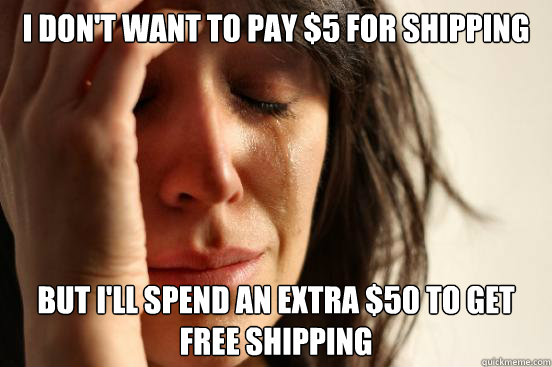 I DON'T WANT TO PAY $5 FOR SHIPPING
BUT I'LL SPEND AN EXTRA $50 TO GET
FREE SHIPPING
quickmeme.com